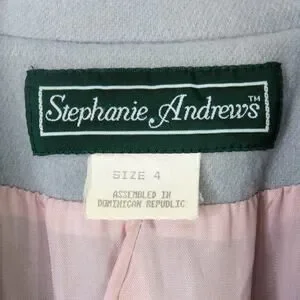 Stephanie Andrews™
SIZE 4
ASSEMBLED IN
DOMINICAN REPUBLIC